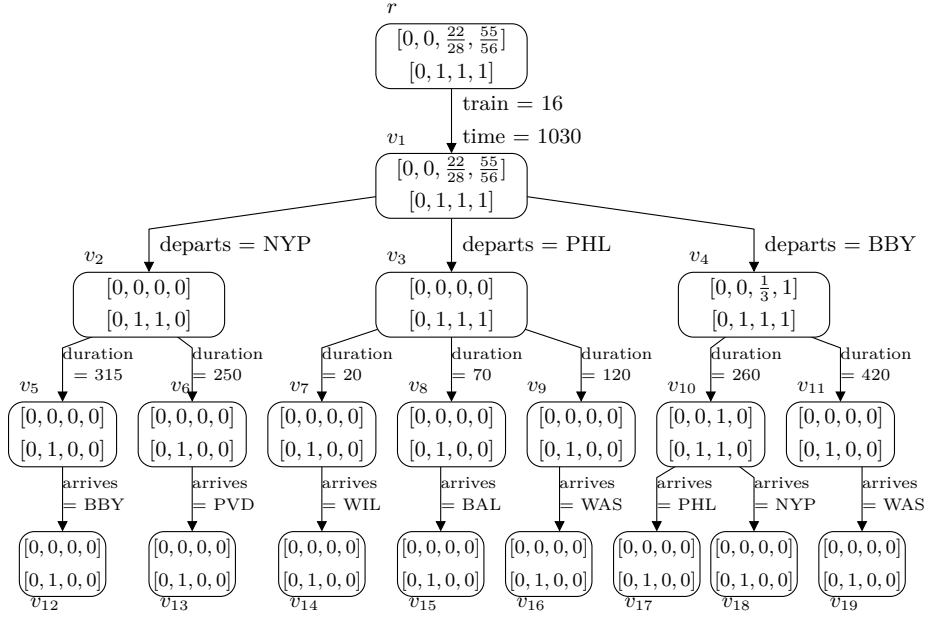 r
[0, 0, 22/28, 55/56]
[0, 1, 1, 1]
train = 16
time = 1030
v1
[0, 0, 22/28, 55/56]
[0, 1, 1, 1]
departs = NYP
departs = PHL
departs = BBY
v2
[0, 0, 0, 0]
[0, 1, 1, 0]
v3
[0, 0, 0, 0]
[0, 1, 1, 1]
v4
[0, 0, 1/3, 1]
[0, 1, 1, 1]
duration
= 315
duration
= 250
duration
= 20
duration
= 70
duration
= 120
duration
= 260
duration
= 420
v5
[0, 0, 0, 0]
[0, 1, 0, 0]
v6
[0, 0, 0, 0]
[0, 1, 0, 0]
v7
[0, 0, 0, 0]
[0, 1, 0, 0]
v8
[0, 0, 0, 0]
[0, 1, 0, 0]
v9
[0, 0, 0, 0]
[0, 1, 0, 0]
v10
[0, 0, 1, 0]
[0, 1, 1, 0]
v11
[0, 0, 0, 0]
[0, 1, 0, 0]
arrives
= BBY
arrives
= PVD
arrives
= WIL
arrives
= BAL
arrives
= WAS
arrives
= PHL
arrives
= NYP
arrives
= WAS
[0, 0, 0, 0]
[0, 1, 0, 0]
v12
[0, 0, 0, 0]
[0, 1, 0, 0]
v13
[0, 0, 0, 0]
[0, 1, 0, 0]
v14
[0, 0, 0, 0]
[0, 1, 0, 0]
v15
[0, 0, 0, 0]
[0, 1, 0, 0]
v16
[0, 0, 0, 0]
[0, 1, 0, 0]
v17
[0, 0, 0, 0]
[0, 1, 0, 0]
v18
[0, 0, 0, 0]
[0, 1, 0, 0]
v19